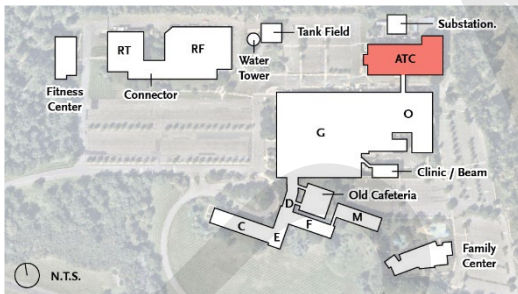 Substation.
Tank Field
RT
RF
ATC
Water
Tower
Fitness
Center
Connector
O
G
Clinic / Beam
Old Cafeteria
D
M
C
F
E
Family
Center
N.T.S.